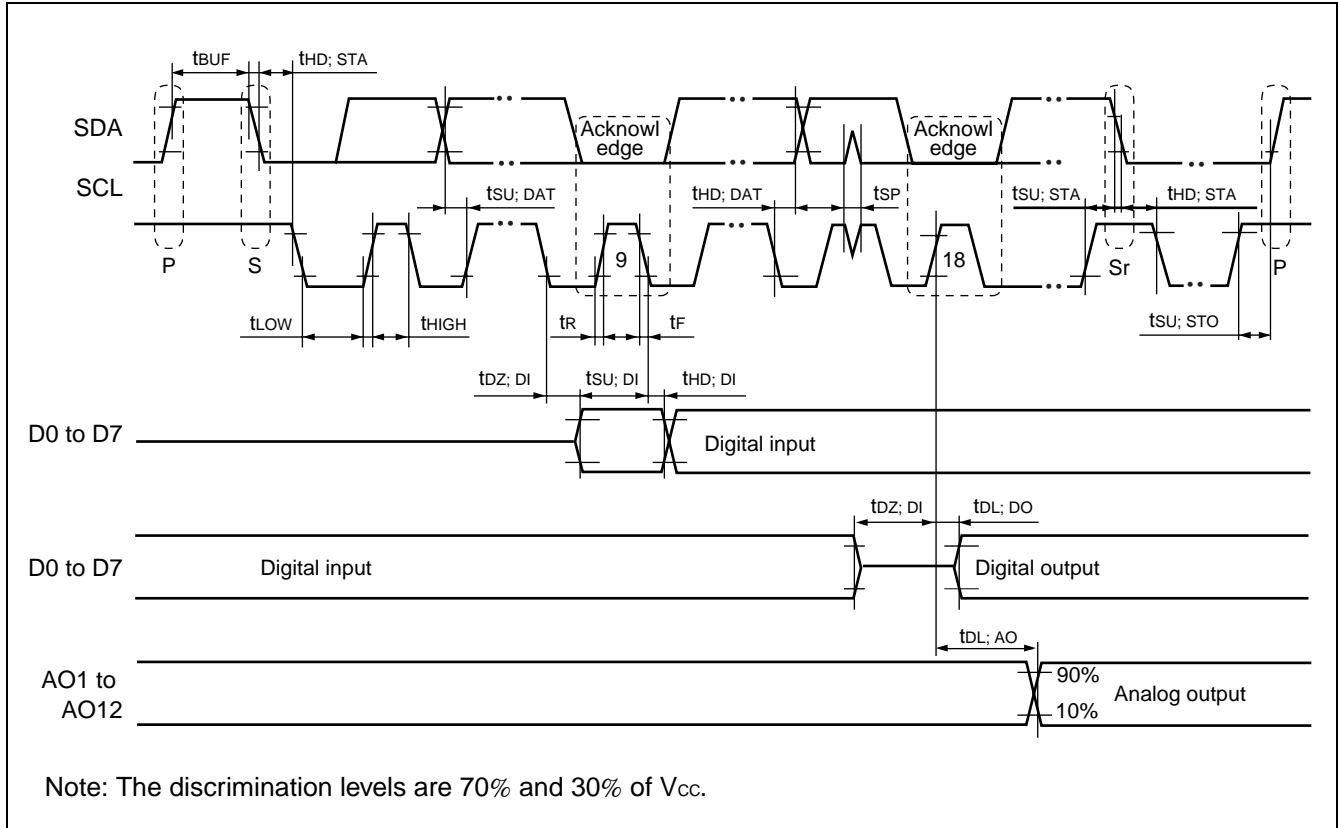 tBUF tHD; STA
SDA
Acknowl
edge
Acknowl
edge
SCL
tSU; DAT tHD; DAT tSP tSU; STA tHD; STA
P S 9 18 Sr P
tLOW tHIGH tR tF tSU; STO
tDZ; DI tSU; DI tHD; DI
D0 to D7 Digital input
tDZ; DI tDL; DO
D0 to D7 Digital input Digital output
tDL; AO
AO1 to
AO12
90%
Analog output
10%
Note: The discrimination levels are 70% and 30% of Vcc.